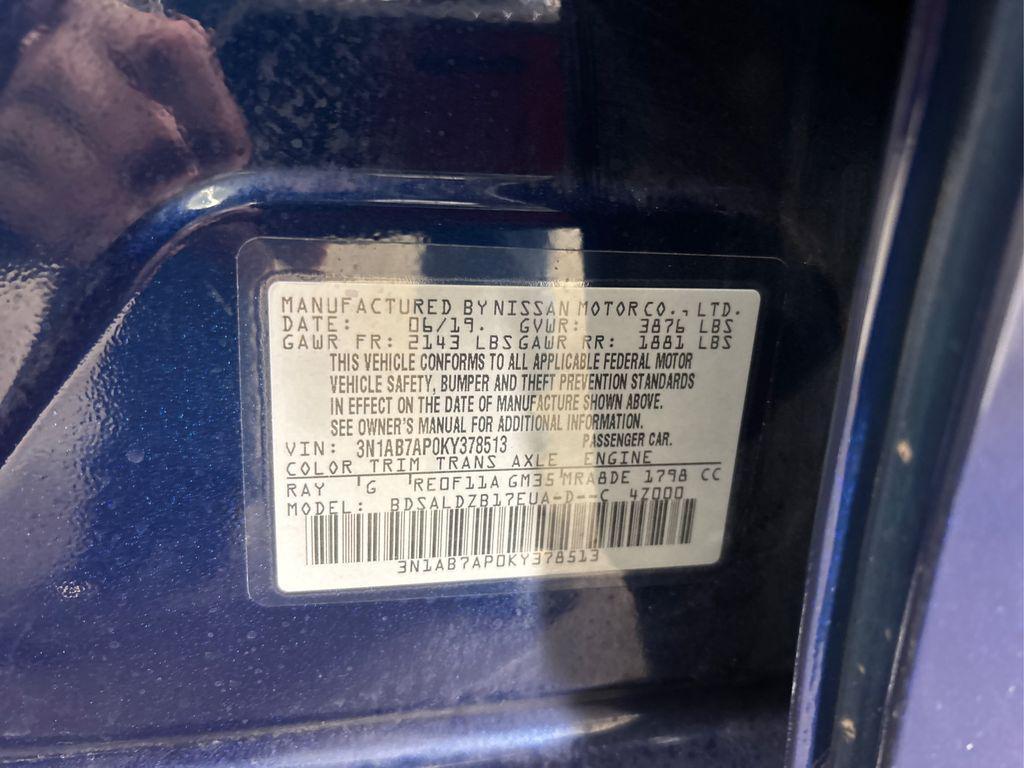 MANUFACTURED BY NISSAN MOTOR CO., LTD.
DATE: 06/19. GVWR: 3876 LBS
GAWR FR: 2143 LBS GAWR RR: 1881 LBS
THIS VEHICLE CONFORMS TO ALL APPLICABLE FEDERAL MOTOR
VEHICLE SAFETY, BUMPER AND THEFT PREVENTION STANDARDS
IN EFFECT ON THE DATE OF MANUFACTURE SHOWN ABOVE.
SEE OWNER'S MANUAL FOR ADDITIONAL INFORMATION.
VIN: 3N1AB7AP0KY378513 PASSENGER CAR.
COLOR TRIM TRANS AXLE ENGINE
RAY G RE0F11A GM35 MRA8DE 1798 CC
MODEL: BDSALDZB17EUA-D--C 47000
3N1AB7AP0KY378513